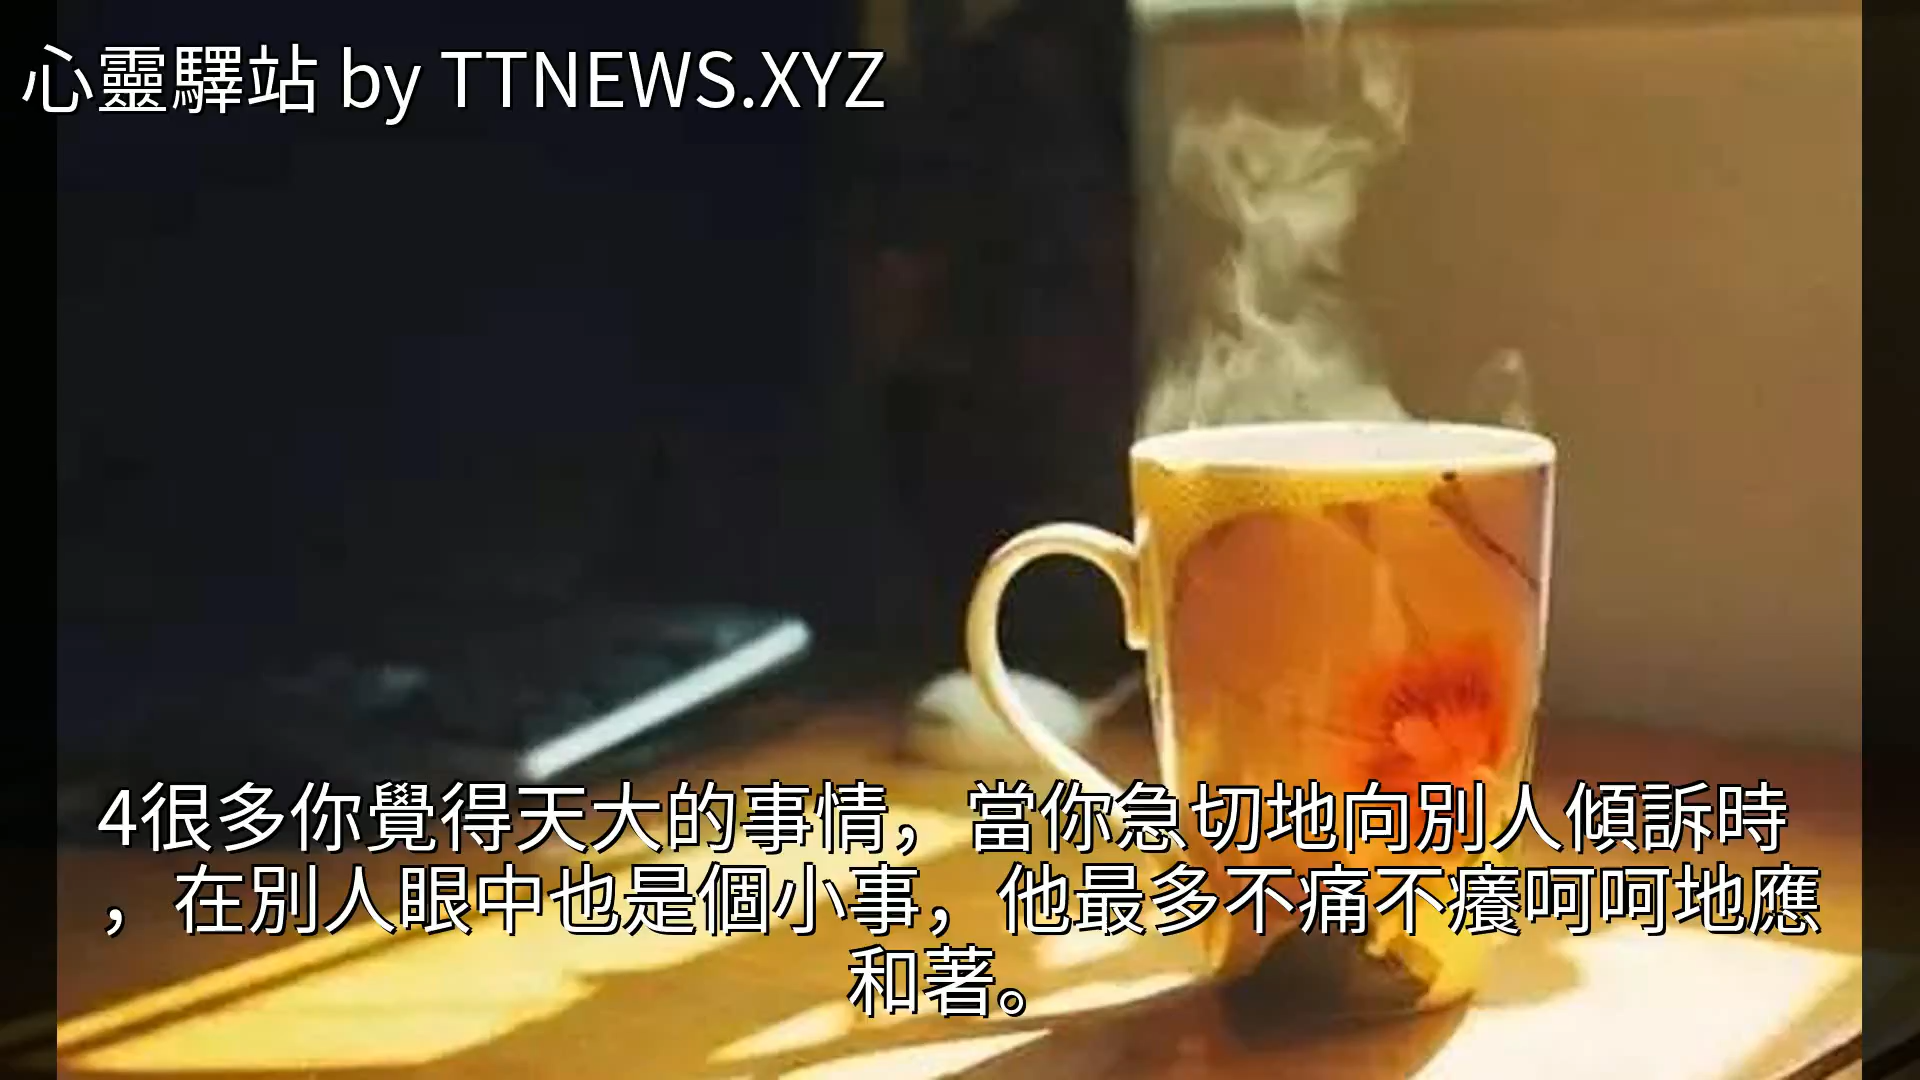 心靈驛站 by TTNEWS.XYZ
4很多你覺得天大的事情，當你急切地向別人傾訴時
，在別人眼中也是個小事，他最多不痛不癢呵呵地應
和著。